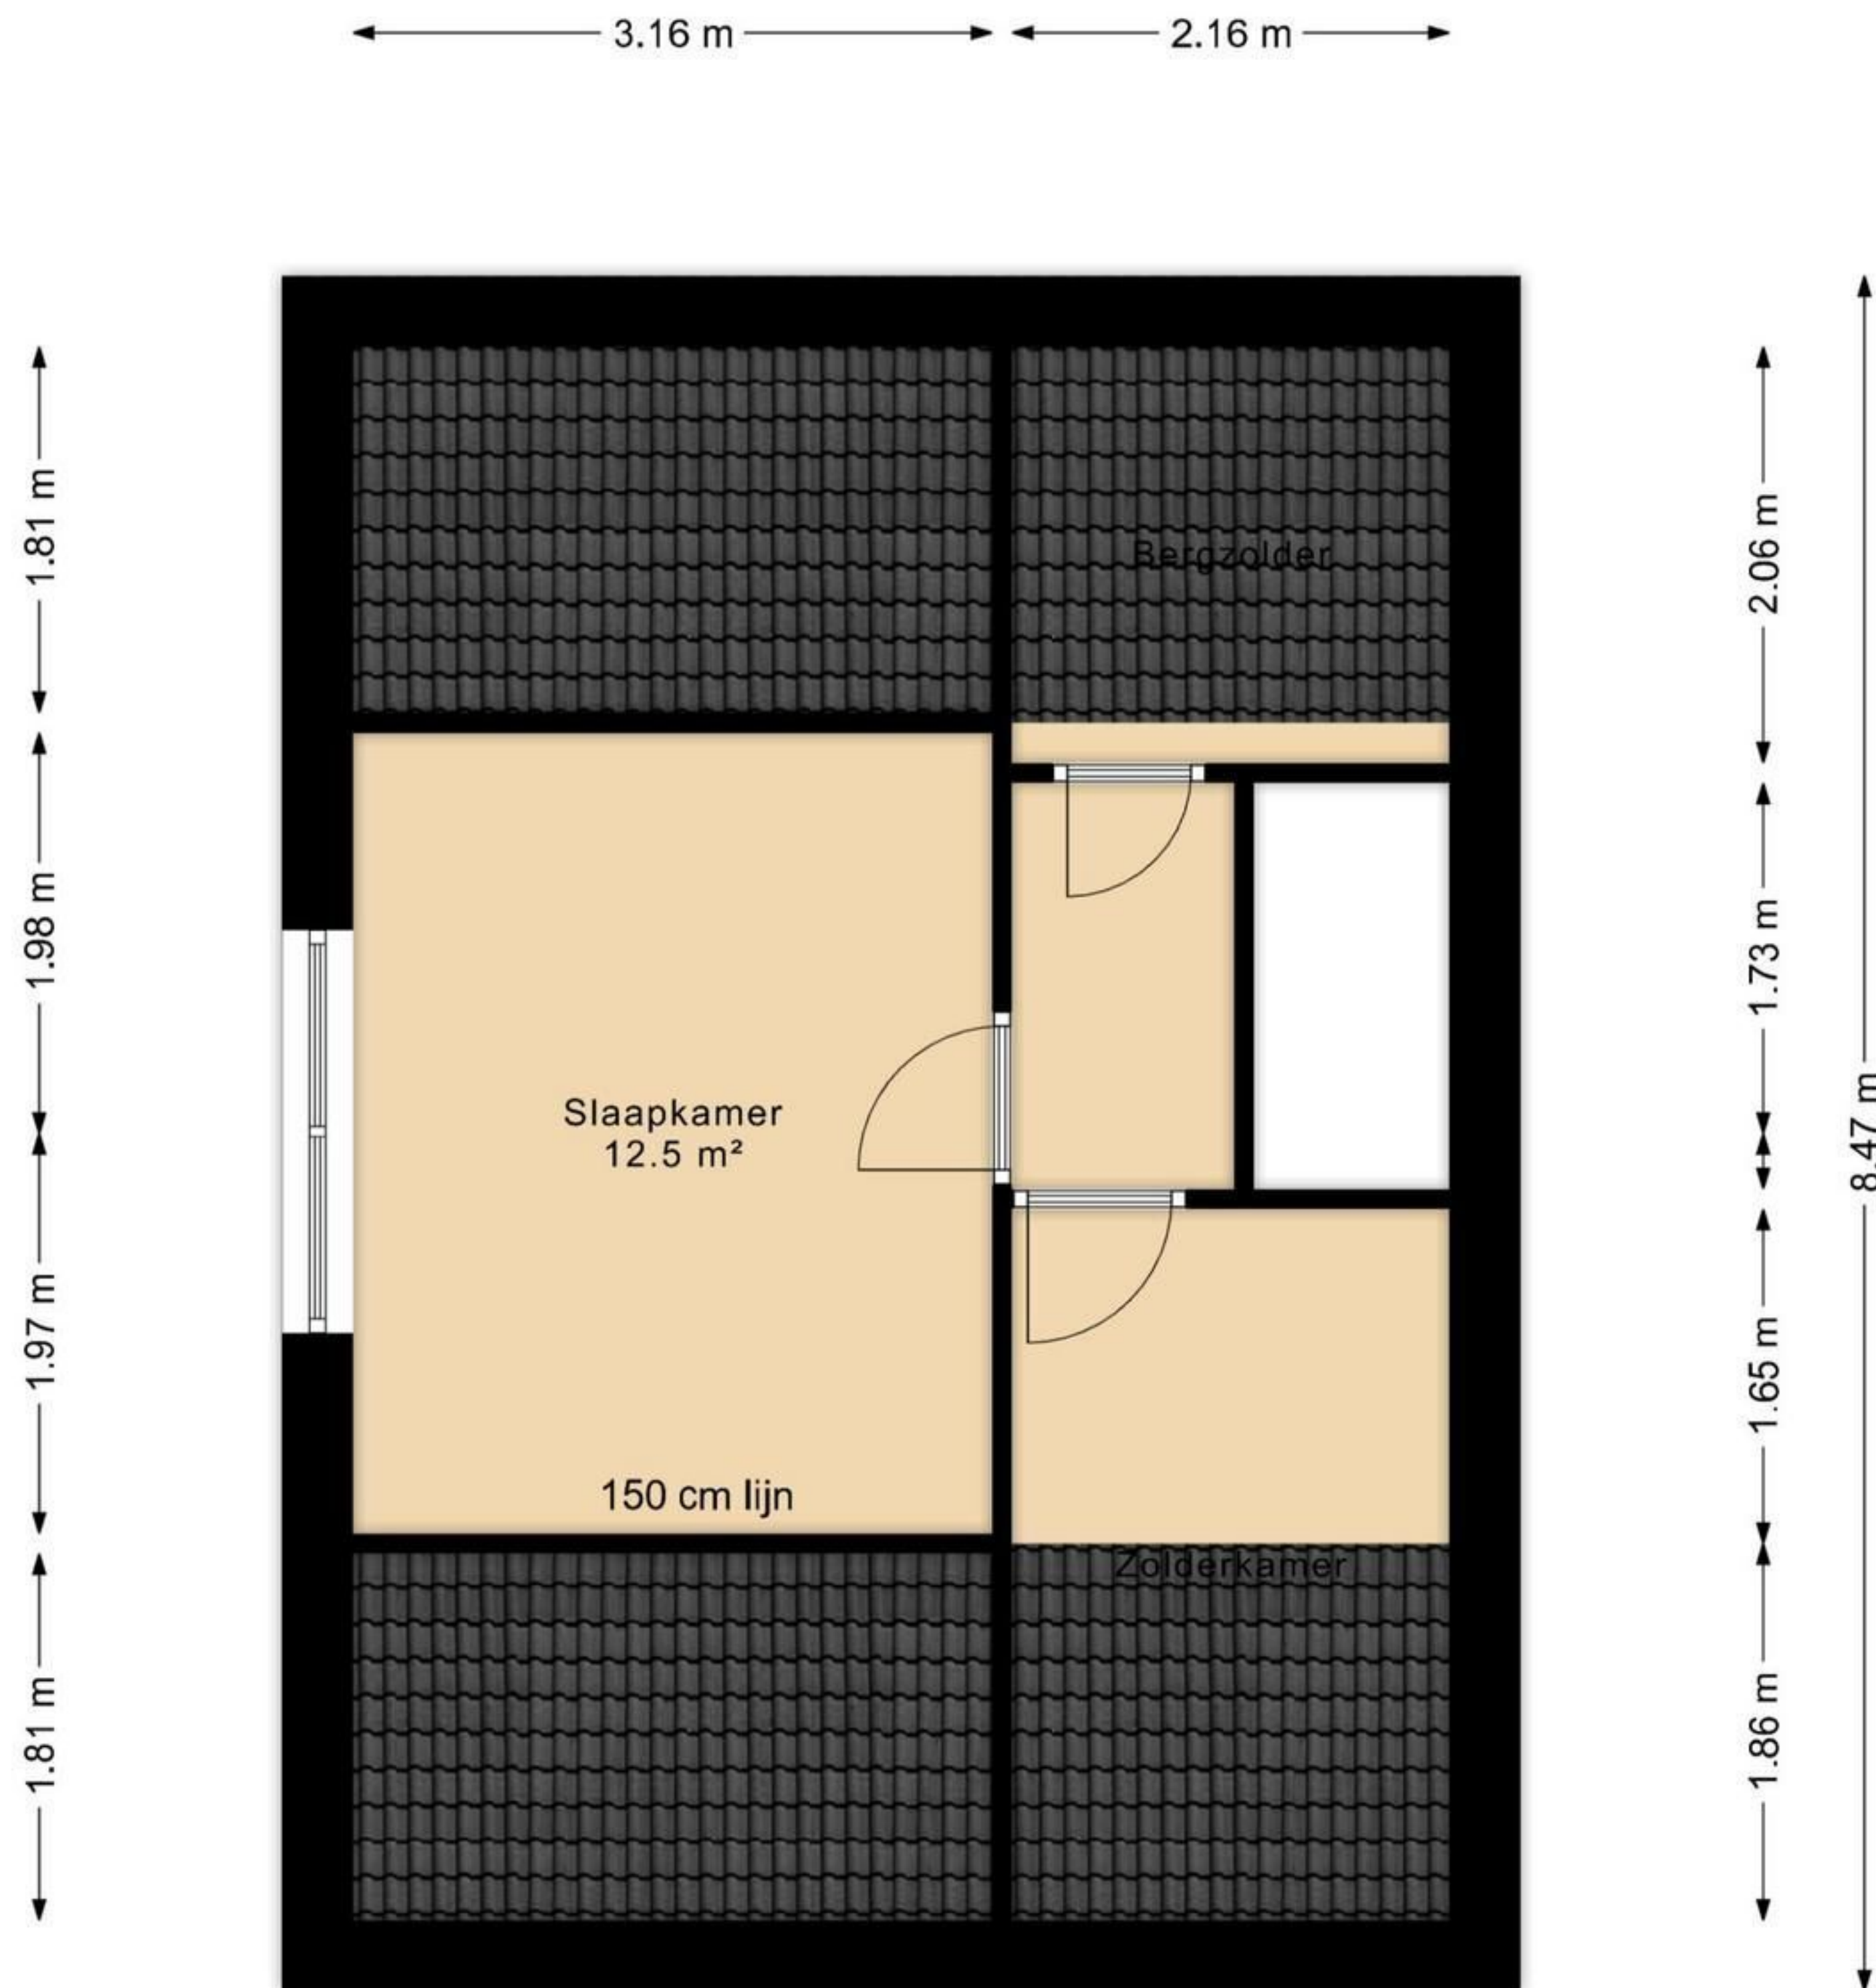 3.16 m
2.16 m
1.81 m
1.98 m
1.97 m
1.81 m
Bergzolder
Slaapkamer
12.5 m²
150 cm lijn
Zolderkamer
2.06 m
1.73 m
1.65 m
1.86 m
8.47 m